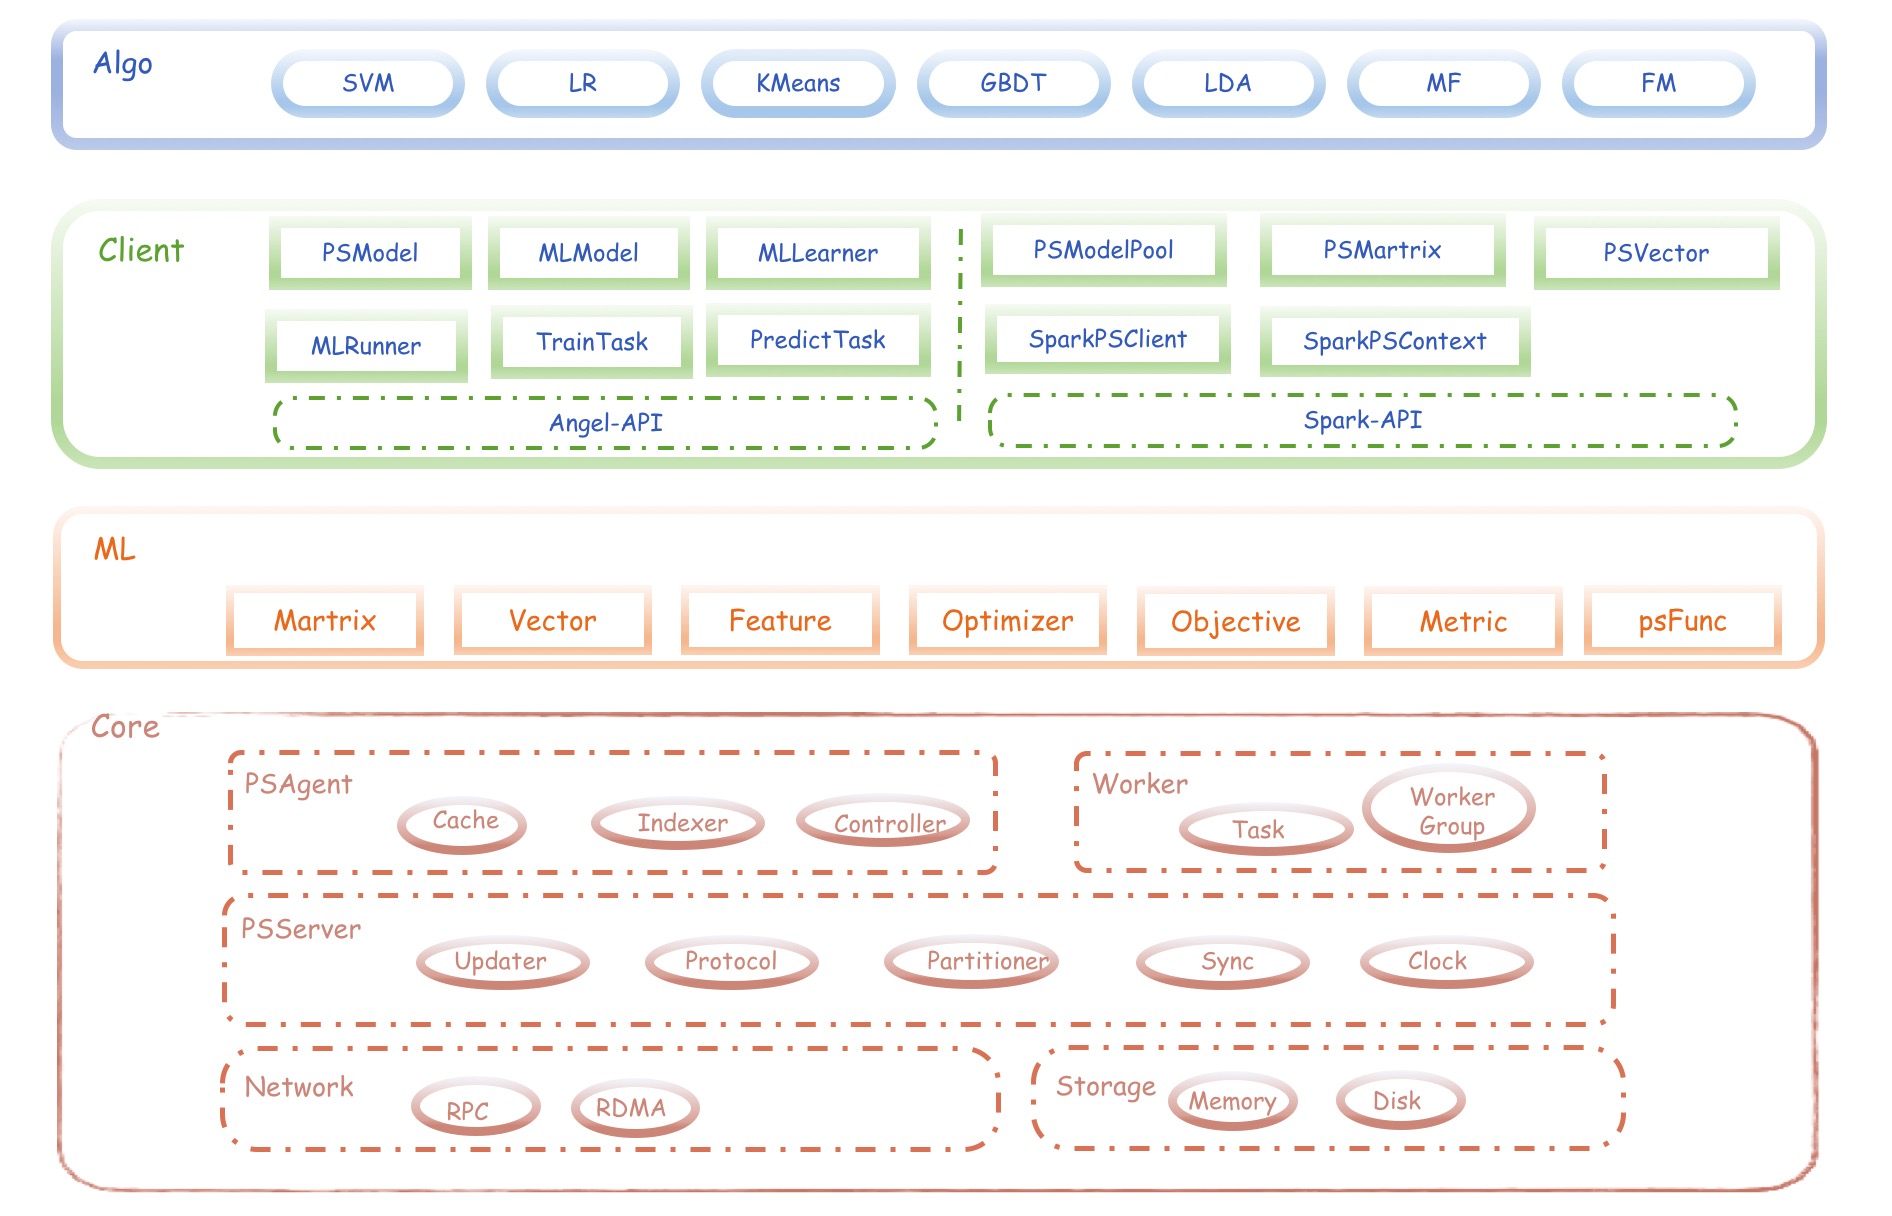 Algo
SVM
LR
KMeans
GBDT
LDA
MF
FM
Client
PSModel
MLModel
MLLearner
PSModelPool
PSMartrix
PSVector
MLRunner
TrainTask
PredictTask
SparkPSClient
SparkPSContext
Angel-API
Spark-API
ML
Martrix
Vector
Feature
Optimizer
Objective
Metric
psFunc
Core
PSAgent
Cache
Indexer
Controller
Worker
Task
Worker
Group
PSServer
Updater
Protocol
Partitioner
Sync
Clock
Network
RPC
RDMA
Storage
Memory
Disk